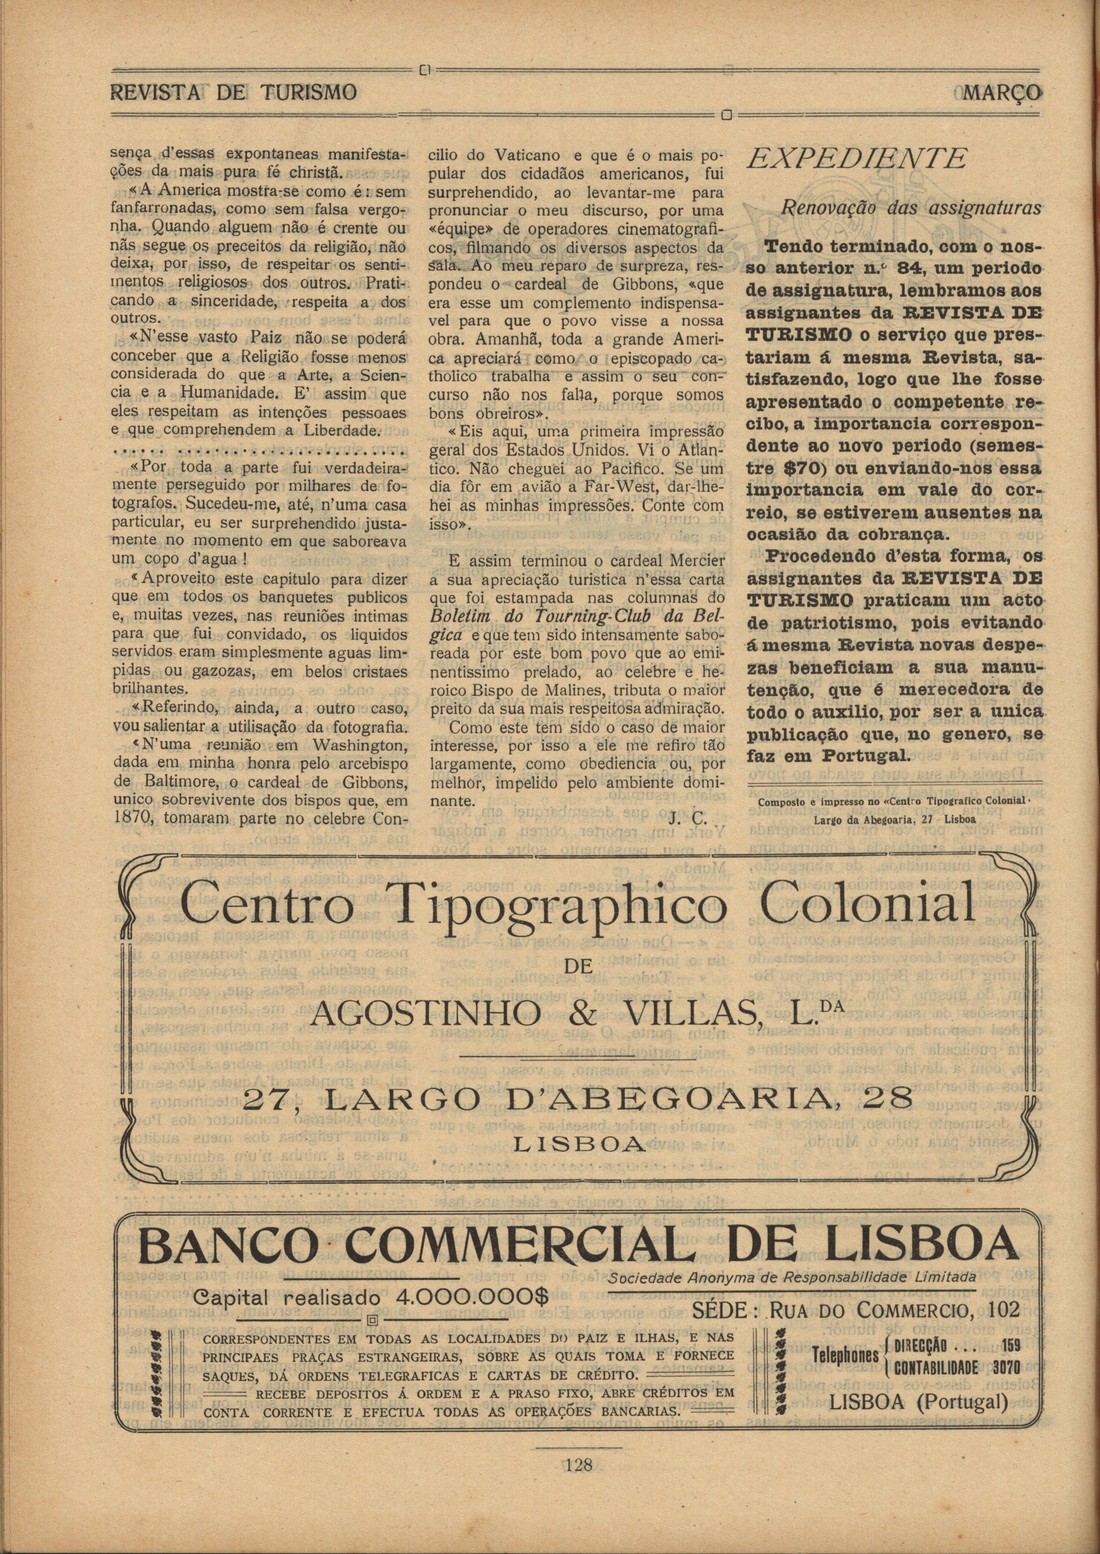 REVISTA DE TURISMO
MARÇO
sença d'essas expontaneas manifesta-
ções da mais pura fé christã.
«A America mostra-se como é: sem
fanfarronadas, como sem falsa vergo-
nha. Quando alguem não é crente ou
nãs segue os preceitos da religião, não
deixa, por isso, de respeitar os senti-
mentos religiosos dos outros. Prati-
cando a sinceridade, respeita a dos
outros.
«N'esse vasto Paiz não se poderá
conceber que a Religião fosse menos
considerada do que a Arte, a Scien-
cia e a Humanidade. E' assim que
eles respeitam as intenções pessoaes
e que comprehendem a Liberdade.
«Por toda a parte fui verdadeira-
mente perseguido por milhares de fo-
tografos. Sucedeu-me, até, n'uma casa
particular, eu ser surprehendido justa-
mente no momento em que saboreava
um copo d'agua!
«Aproveito este capitulo para dizer
que em todos os banquetes publicos
e, muitas vezes, nas reuniões intimas
para que fui convidado, os liquidos
servidos eram simplesmente aguas lim-
pidas ou gazozas, em belos cristaes
brilhantes.
«Referindo, ainda, a outro caso,
vou salientar a utilisação da fotografia.
«N'uma reunião em Washington,
dada em minha honra pelo arcebispo
de Baltimore, o cardeal de Gibbons,
unico sobrevivente dos bispos que, em
1870, tomaram parte no celebre Con-
cilio do Vaticano e que é o mais po-
pular dos cidadãos americanos, fui
surprehendido, ao levantar-me para
pronunciar o meu discurso, por uma
«équipe» de operadores cinematografi-
cos, filmando os diversos aspectos da
sala. Ao meu reparo de surpreza, res-
pondeu o cardeal de Gibbons, «que
era esse um complemento indispensa-
vel para que o povo visse a nossa
obra. Amanhã, toda a grande Ameri-
ca apreciará como o episcopado ca-
tholico trabalha e assim o seu con-
curso não nos falha, porque somos
bons obreiros».
«Eis aqui, uma primeira impressão
geral dos Estados Unidos. Vi o Atlan-
tico. Não cheguei ao Pacifico. Se um
dia fôr em avião a Far-West, dar-lhe-
hei as minhas impressões. Conte com
isso».
E assim terminou o cardeal Mercier
a sua apreciação turistica n'essa carta
que foi estampada nas columnas do
Boletim do Tourning-Club da Bel-
gica e que tem sido intensamente sabo-
reada por este bom povo que ao emi-
nentissimo prelado, ao celebre e he-
roico Bispo de Malines, tributa o maior
preito da sua mais respeitosa admiração.
Como este tem sido o caso de maior
interesse, por isso a ele me refiro tão
largamente, como obediencia ou, por
melhor, impelido pelo ambiente domi-
nante.
J. C.
EXPEDIENTE
Renovação das assignaturas
Tendo terminado, com o nos-
so anterior n.º 84, um periodo
de assignatura, lembramos aos
assignantes da REVISTA DE
TURISMO o serviço que pres-
tariam á mesma Revista, sa-
tisfazendo, logo que lhe fosse
apresentado o competente re-
cibo, a importancia correspon-
dente ao novo periodo (semes-
tre $70) ou enviando-nos essa
importancia em vale do cor-
reio, se estiverem ausentes na
ocasião da cobrança.
Procedendo d'esta forma, os
assignantes da REVISTA DE
TURISMO praticam um acto
de patriotismo, pois evitando
á mesma Revista novas despe-
zas beneficiam a sua manu-
tenção, que é merecedora de
todo o auxilio, por ser a unica
publicação que, no genero, se
faz em Portugal.
Composto e impresso no «Centro Tipografico Colonial»
Largo da Abegoaria, 27 Lisboa
Centro Tipographico Colonial
DE
AGOSTINHO & VILLAS, L.DA
27, LARGO D'ABEGOARIA, 28
LISBOA
BANCO COMMERCIAL DE LISBOA
Sociedade Anonyma de Responsabilidade Limitada
Capital realisado 4.000.000$
SÉDE: RUA DO COMMERCIO, 102
CORRESPONDENTES EM TODAS AS LOCALIDADES DO PAIZ E ILHAS, E NAS
PRINCIPAES PRAÇAS ESTRANGEIRAS, SOBRE AS QUAIS TOMA E FORNECE
SAQUES, DÁ ORDENS TELEGRAFICAS E CARTAS DE CRÉDITO.
RECEBE DEPOSITOS Á ORDEM E A PRASO FIXO, ABRE CRÉDITOS EM
CONTA CORRENTE E EFECTUA TODAS AS OPERAÇÕES BANCARIAS.
Telephones
DIRECÇÃO . . . 159
CONTABILIDADE 3070
LISBOA (Portugal)
128